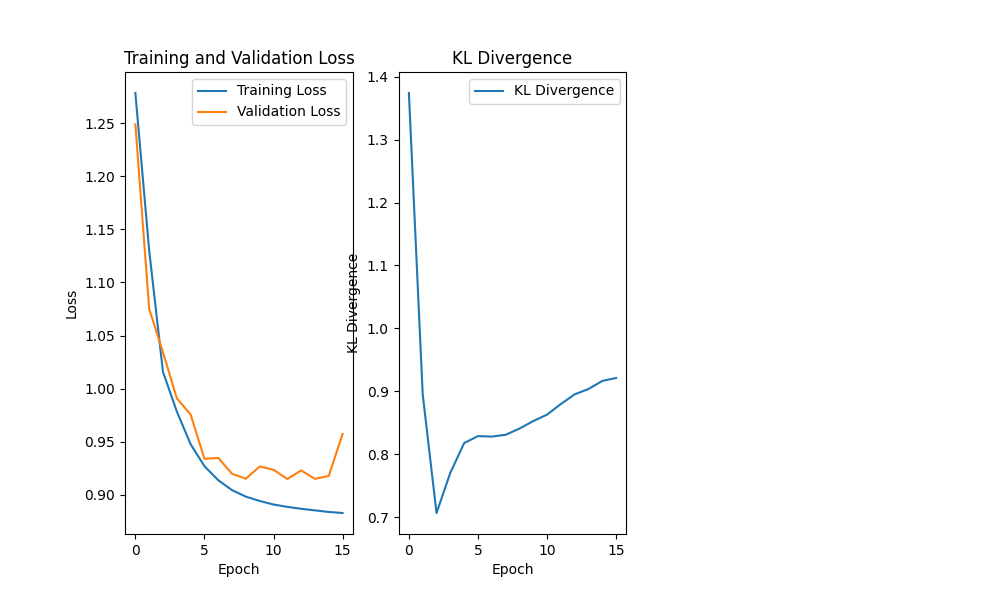 Training and Validation Loss
Training Loss
Validation Loss
Loss
1.25
1.20
1.15
1.10
1.05
1.00
0.95
0.90
0
5
10
15
Epoch
KL Divergence
KL Divergence
KL Divergence
1.4
1.3
1.2
1.1
1.0
0.9
0.8
0.7
0
5
10
15
Epoch